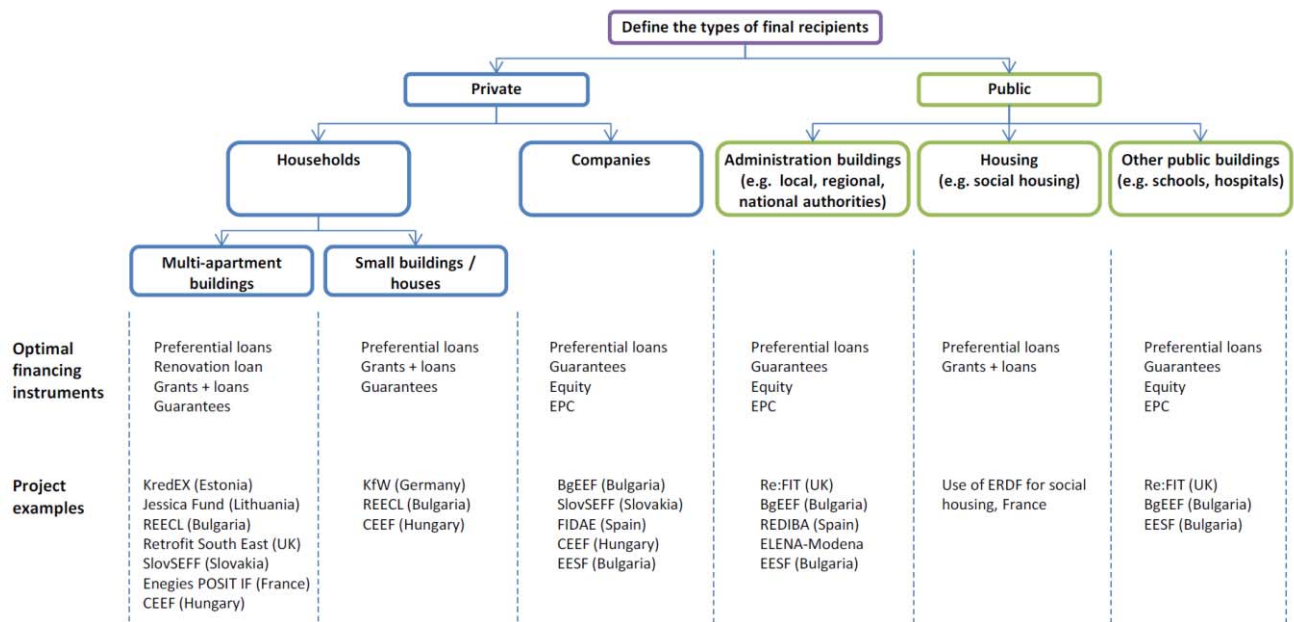 Define the types of final recipients
Private
Public
Households
Companies
Administration buildings
(e.g. local, regional,
national authorities)
Housing
(e.g. social housing)
Other public buildings
(e.g. schools, hospitals)
Multi-apartment
buildings
Small buildings /
houses
Optimal
financing
instruments
Preferential loans
Renovation loan
Grants + loans
Guarantees
Preferential loans
Grants + loans
Guarantees
Preferential loans
Guarantees
Equity
EPC
Preferential loans
Guarantees
Equity
EPC
Preferential loans
Grants + loans
Preferential loans
Guarantees
Equity
EPC
Project
examples
KredEX (Estonia)
Jessica Fund (Lithuania)
REECL (Bulgaria)
Retrofit South East (UK)
SlovSEFF (Slovakia)
Enegies POSIT IF (France)
CEEF (Hungary)
KfW (Germany)
REECL (Bulgaria)
CEEF (Hungary)
BgEEF (Bulgaria)
SlovSEFF (Slovakia)
FIDAE (Spain)
CEEF (Hungary)
EESF (Bulgaria)
Re:FIT (UK)
BgEEF (Bulgaria)
REDIBA (Spain)
ELENA-Modena
EESF (Bulgaria)
Use of ERDF for social
housing, France
Re:FIT (UK)
BgEEF (Bulgaria)
EESF (Bulgaria)